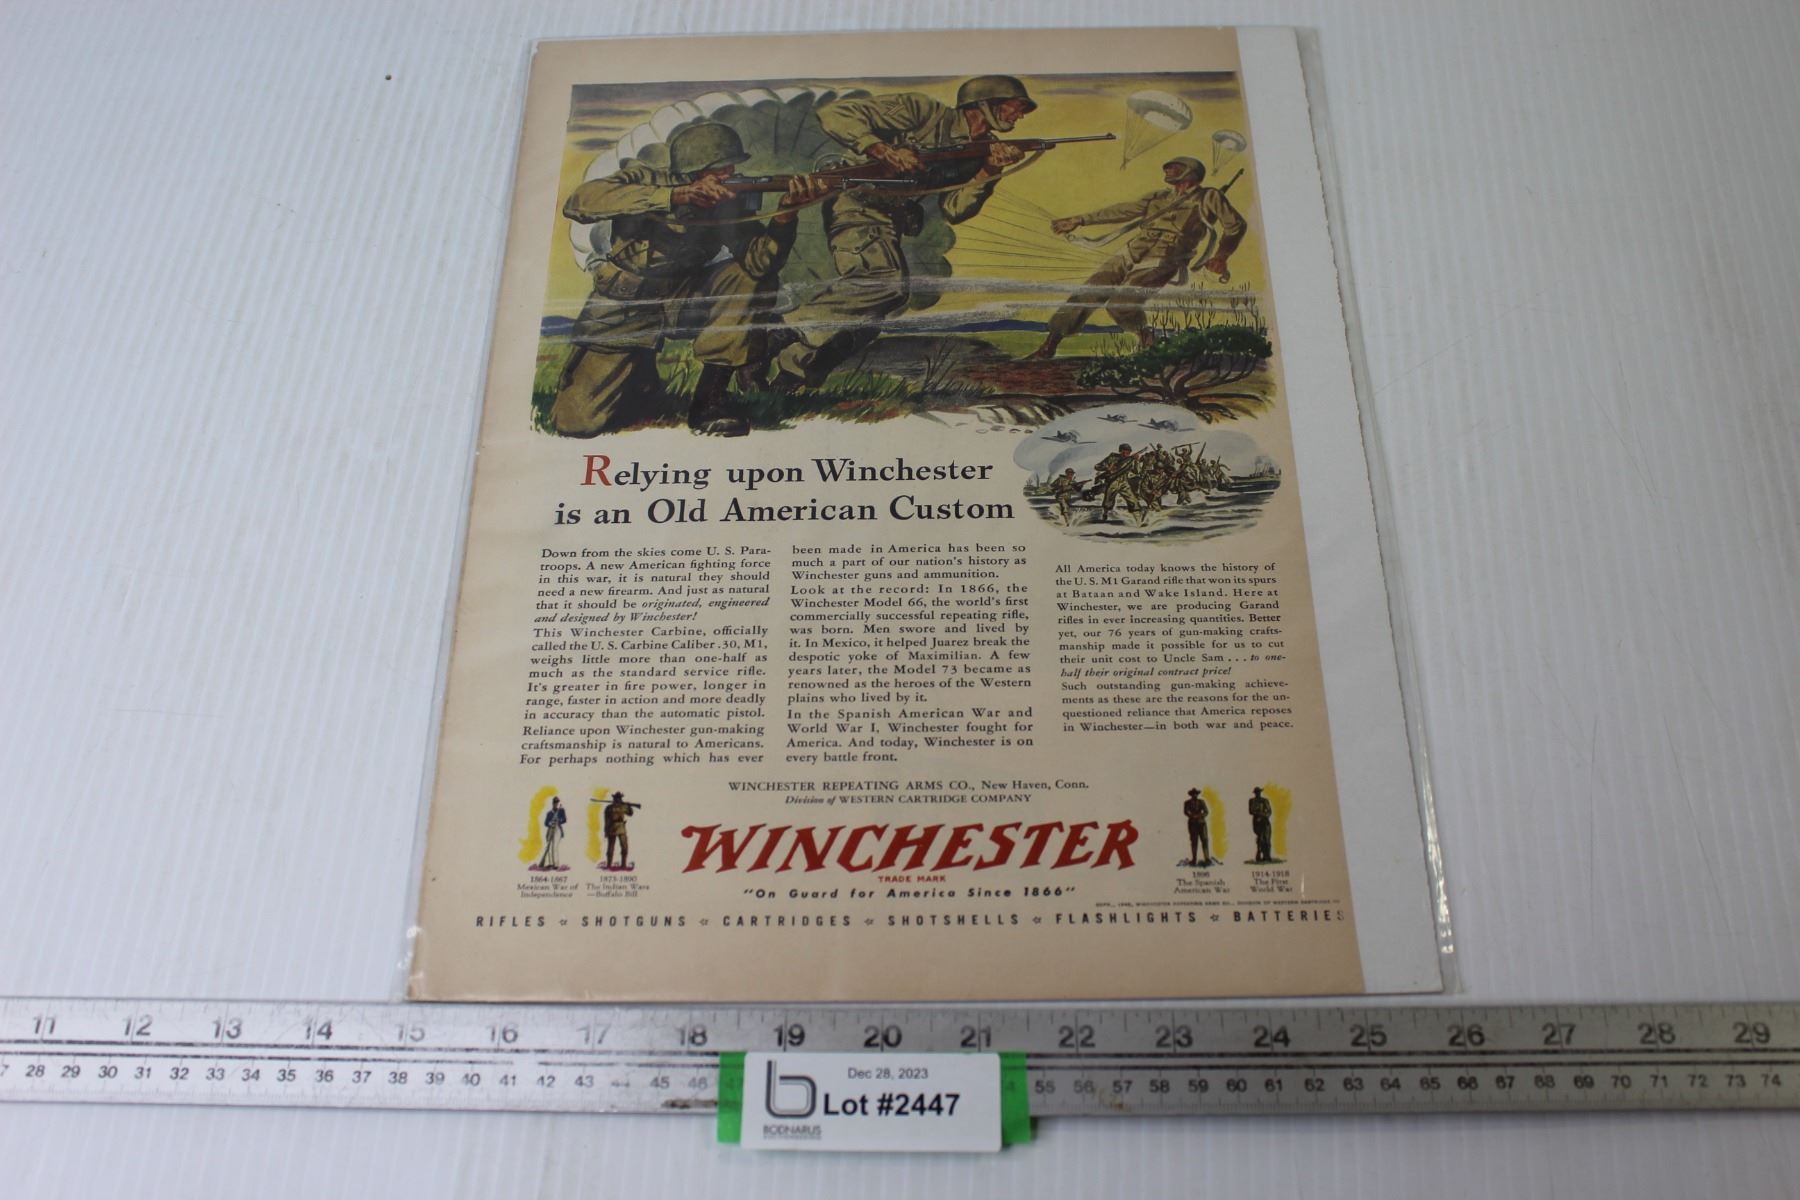 Relying upon Winchester
is an Old American Custom
Down from the skies come U. S. Para-
troops. A new American fighting force
in this war, it is natural they should
need a new firearm. And just as natural
that it should be originated, engineered
and designed by Winchester!
This Winchester Carbine, officially
called the U. S. Carbine Caliber .30, M1,
weighs little more than one-half as
much as the standard service rifle.
It's greater in fire power, longer in
range, faster in action and more deadly
in accuracy than the automatic pistol.
Reliance upon Winchester gun-making
craftsmanship is natural to Americans.
For perhaps nothing which has ever
been made in America has been so
much a part of our nation's history as
Winchester guns and ammunition.
Look at the record: In 1866, the
Winchester Model 66, the world's first
commercially successful repeating rifle,
was born. Men swore and lived by
it. In Mexico, it helped Juarez break the
despotic yoke of Maximilian. A few
years later, the Model 73 became as
renowned as the heroes of the Western
plains who lived by it.
In the Spanish American War and
World War I, Winchester fought for
America. And today, Winchester is on
every battle front.
All America today knows the history of
the U. S. M1 Garand rifle that won its spurs
at Bataan and Wake Island. Here at
Winchester, we are producing Garand
rifles in ever increasing quantities. Better
yet, our 76 years of gun-making crafts-
manship made it possible for us to cut
their unit cost to Uncle Sam . . . to one-
half their original contract price!
Such outstanding gun-making achieve-
ments as these are the reasons for the un-
questioned reliance that America reposes
in Winchester—in both war and peace.
WINCHESTER REPEATING ARMS CO., New Haven, Conn.
Division of WESTERN CARTRIDGE COMPANY
1864-1867
Mexican War of
Independence
1873-1890
The Indian Wars
—Buffalo Bill
WINCHESTER
TRADE MARK
"On Guard for America Since 1866"
1898
The Spanish
American War
1914-1918
The First
World War
RIFLES ☆ SHOTGUNS ☆ CARTRIDGES ☆ SHOTSHELLS ☆ FLASHLIGHTS ☆ BATTERIES
11 12 13 14 15 16 17 18 19 20 21 22 23 24 25 26 27 28 29
28 29 30 31 32 33 34 35 36 37 38 39 40 41 42 43 45 46 55 56 57 58 59 60 61 62 63 64 65 66 67 68 69 70 71 72 73 74
Dec 28, 2023
Lot #2447
BODNARUS